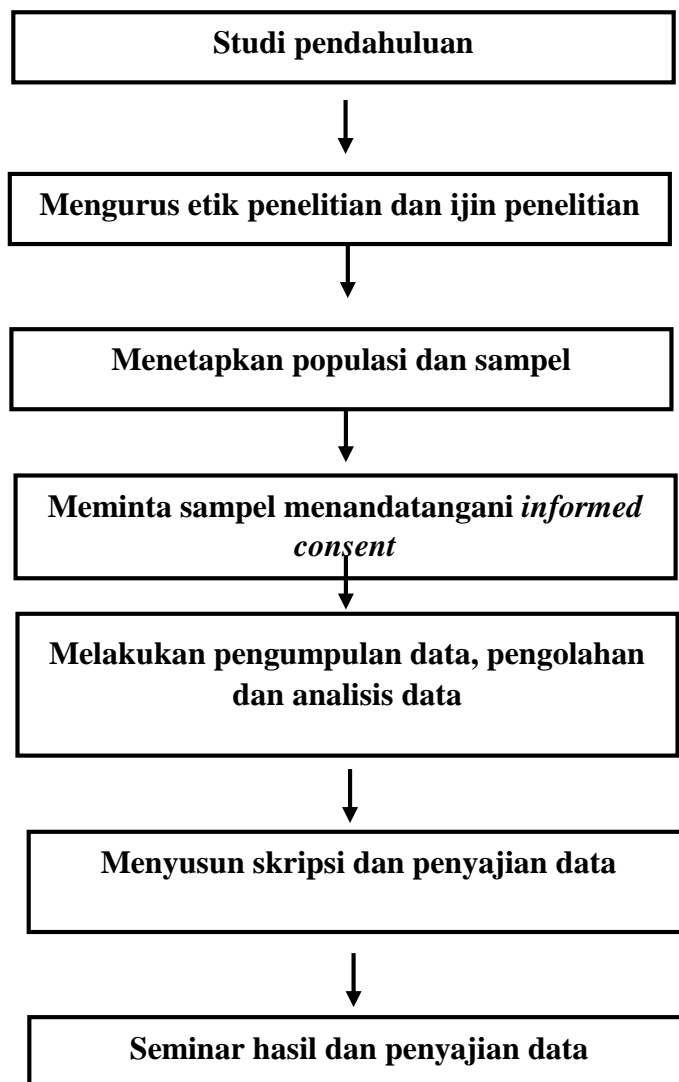 Studi pendahuluan
Mengurus etik penelitian dan ijin penelitian
Menetapkan populasi dan sampel
Meminta sampel menandatangani informed
consent
Melakukan pengumpulan data, pengolahan
dan analisis data
Menyusun skripsi dan penyajian data
Seminar hasil dan penyajian data